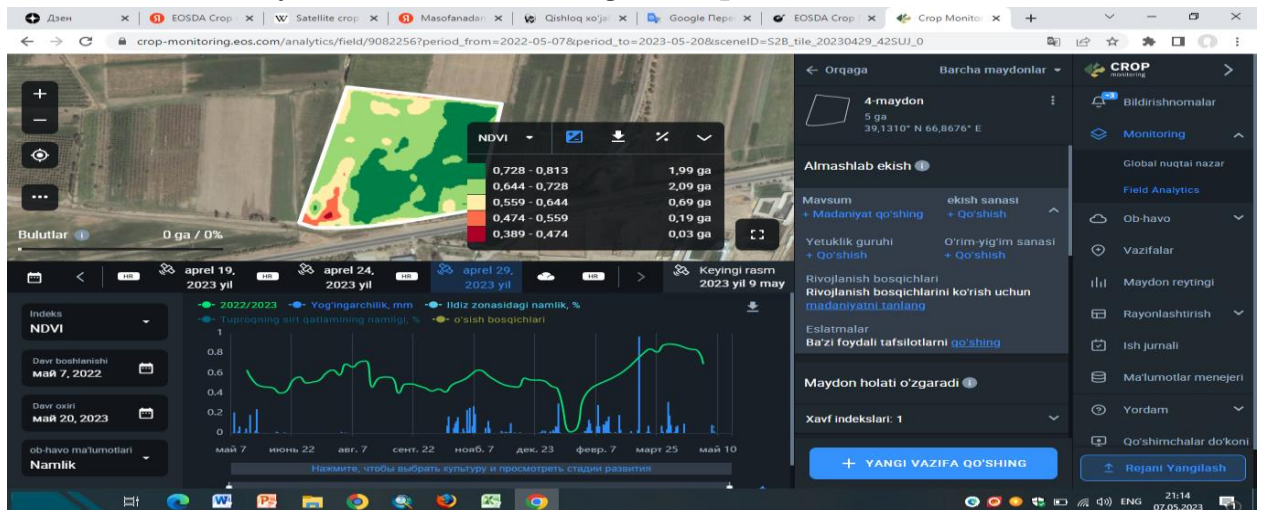 Дзен
EOSDA Crop
Satellite crop
Masofanadan
Qishloq xo'jal
Google Пере
EOSDA Crop
Crop Monitor
crop-monitoring.eos.com/analytics/field/9082256?period_from=2022-05-07&period_to=2023-05-20&sceneID=S2B_tile_20230429_42SUJ_0
NDVI
0,728 - 0,813 1,99 ga
0,644 - 0,728 2,09 ga
0,559 - 0,644 0,69 ga
0,474 - 0,559 0,19 ga
0,389 - 0,474 0,03 ga
Bulutlar 0 ga / 0%
HR
aprel 19,
2023 yil
HR
aprel 24,
2023 yil
HR
aprel 29,
2023 yil
HR
Keyingi rasm
2023 yil 9 may
Indeks
NDVI
Davr boshlanishi
май 7, 2022
Davr oxiri
май 20, 2023
ob-havo ma'lumotlari
Namlik
2022/2023 Yog'ingarchilik, mm Ildiz zonasidagi namlik, %
Tuproqning sirt qatlamining namligi, % o'sish bosqichlari
1
0.8
0.6
0.4
0.2
0
май 7 июнь 22 авг. 7 сент. 22 нояб. 7 дек. 23 февр. 7 март 25 май 10
Нажмите, чтобы выбрать культуру и просмотреть стадии развития
Orqaga Barcha maydonlar
4-maydon
5 ga
39,1310° N 66,8676° E
Almashlab ekish
Mavsum ekish sanasi
+ Madaniyat qo'shing + Qo'shish
Yetuklik guruhi O'rim-yig'im sanasi
+ Qo'shish + Qo'shish
Rivojlanish bosqichlari
Rivojlanish bosqichlarini ko'rish uchun
madaniyatni tanlang
Eslatmalar
Ba'zi foydali tafsilotlarni qo'shing
Maydon holati o'zgaradi
Xavf indekslari: 1
+ YANGI VAZIFA QO'SHING
CROP
monitoring
+3
Bildirishnomalar
Monitoring
Global nuqtai nazar
Field Analytics
Ob-havo
Vazifalar
Maydon reytingi
Rayonlashtirish
Ish jurnali
Ma'lumotlar menejeri
Yordam
Qo'shimchalar do'koni
Rejani Yangilash
ENG
21:14
07.05.2023